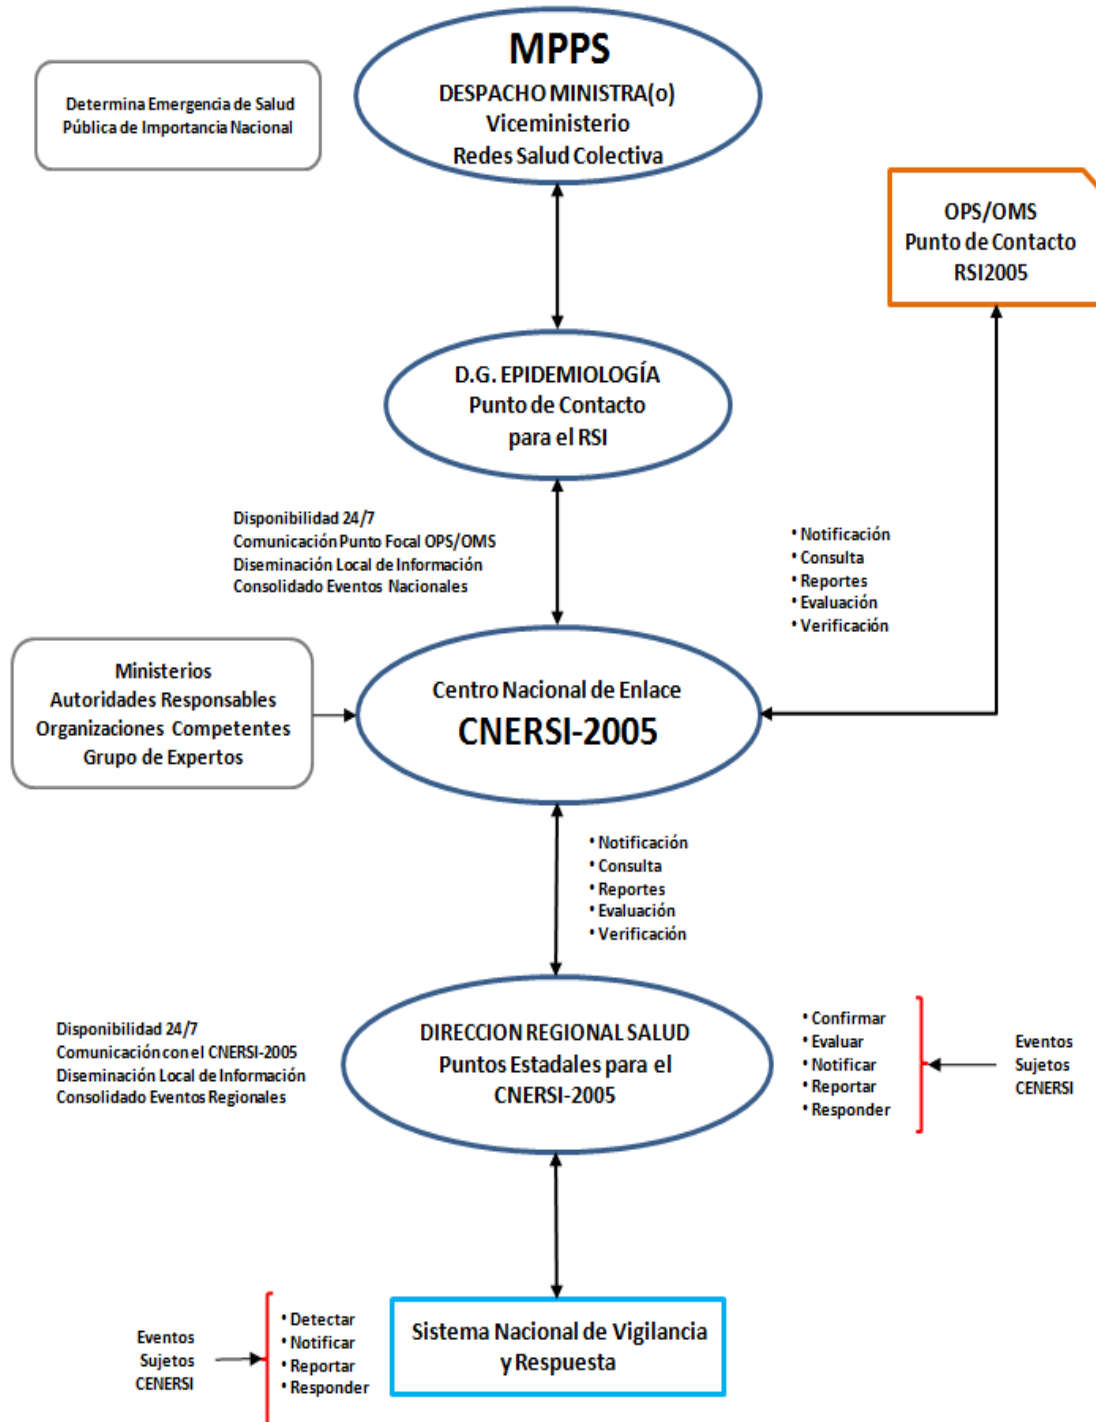 MPPS
DESPACHO MINISTRA(o)
Viceministerio
Redes Salud Colectiva
Determina Emergencia de Salud
Pública de Importancia Nacional
OPS/OMS
Punto de Contacto
RSI2005
D.G. EPIDEMIOLOGÍA
Punto de Contacto
para el RSI
Disponibilidad 24/7
Comunicación Punto Focal OPS/OMS
Diseminación Local de Información
Consolidado Eventos Nacionales
• Notificación
• Consulta
• Reportes
• Evaluación
• Verificación
Ministerios
Autoridades Responsables
Organizaciones Competentes
Grupo de Expertos
Centro Nacional de Enlace
CNERSI-2005
• Notificación
• Consulta
• Reportes
• Evaluación
• Verificación
Disponibilidad 24/7
Comunicación con el CNERSI-2005
Diseminación Local de Información
Consolidado Eventos Regionales
DIRECCION REGIONAL SALUD
Puntos Estadales para el
CNERSI-2005
• Confirmar
• Evaluar
• Notificar
• Reportar
• Responder
Eventos
Sujetos
CENERSI
Eventos
Sujetos
CENERSI
• Detectar
• Notificar
• Reportar
• Responder
Sistema Nacional de Vigilancia
y Respuesta